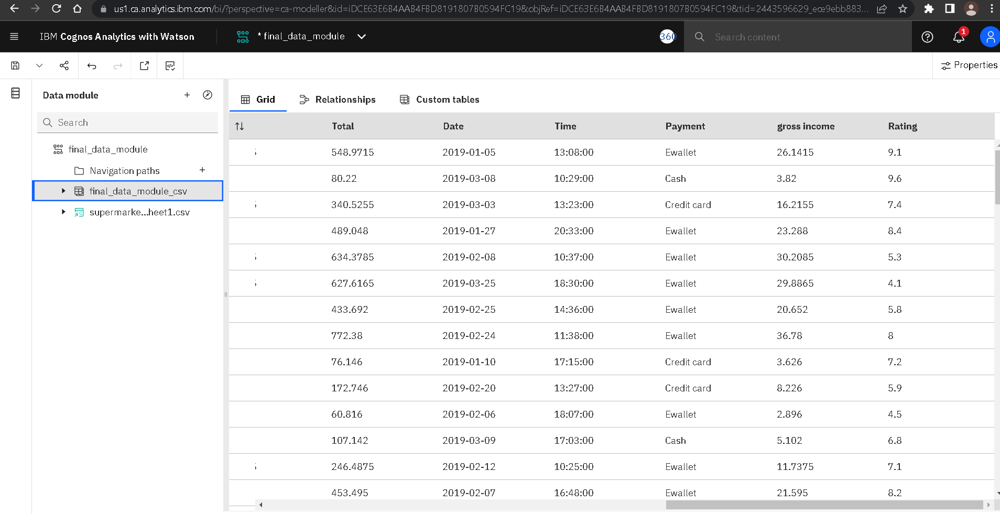 us1.ca.analytics.ibm.com/bi/?perspective=ca-modeller&id=iDCE63E6B4AAB4FBD8191807B0594FC19&objRef=iDCE63E6B4AAB4FBD8191807B0594FC19&tid=2443596629_ece9ebb883...
IBM Cognos Analytics with Watson
* final_data_module
360
Search content
1
Properties
Data module
Search
final_data_module
Navigation paths
final_data_module_csv
supermarke...heet1.csv
Grid Relationships Custom tables
Total Date Time Payment gross income Rating
548.9715 2019-01-05 13:08:00 Ewallet 26.1415 9.1
80.22 2019-03-08 10:29:00 Cash 3.82 9.6
340.5255 2019-03-03 13:23:00 Credit card 16.2155 7.4
489.048 2019-01-27 20:33:00 Ewallet 23.288 8.4
634.3785 2019-02-08 10:37:00 Ewallet 30.2085 5.3
627.6165 2019-03-25 18:30:00 Ewallet 29.8865 4.1
433.692 2019-02-25 14:36:00 Ewallet 20.652 5.8
772.38 2019-02-24 11:38:00 Ewallet 36.78 8
76.146 2019-01-10 17:15:00 Credit card 3.626 7.2
172.746 2019-02-20 13:27:00 Credit card 8.226 5.9
60.816 2019-02-06 18:07:00 Ewallet 2.896 4.5
107.142 2019-03-09 17:03:00 Cash 5.102 6.8
246.4875 2019-02-12 10:25:00 Ewallet 11.7375 7.1
453.495 2019-02-07 16:48:00 Ewallet 21.595 8.2